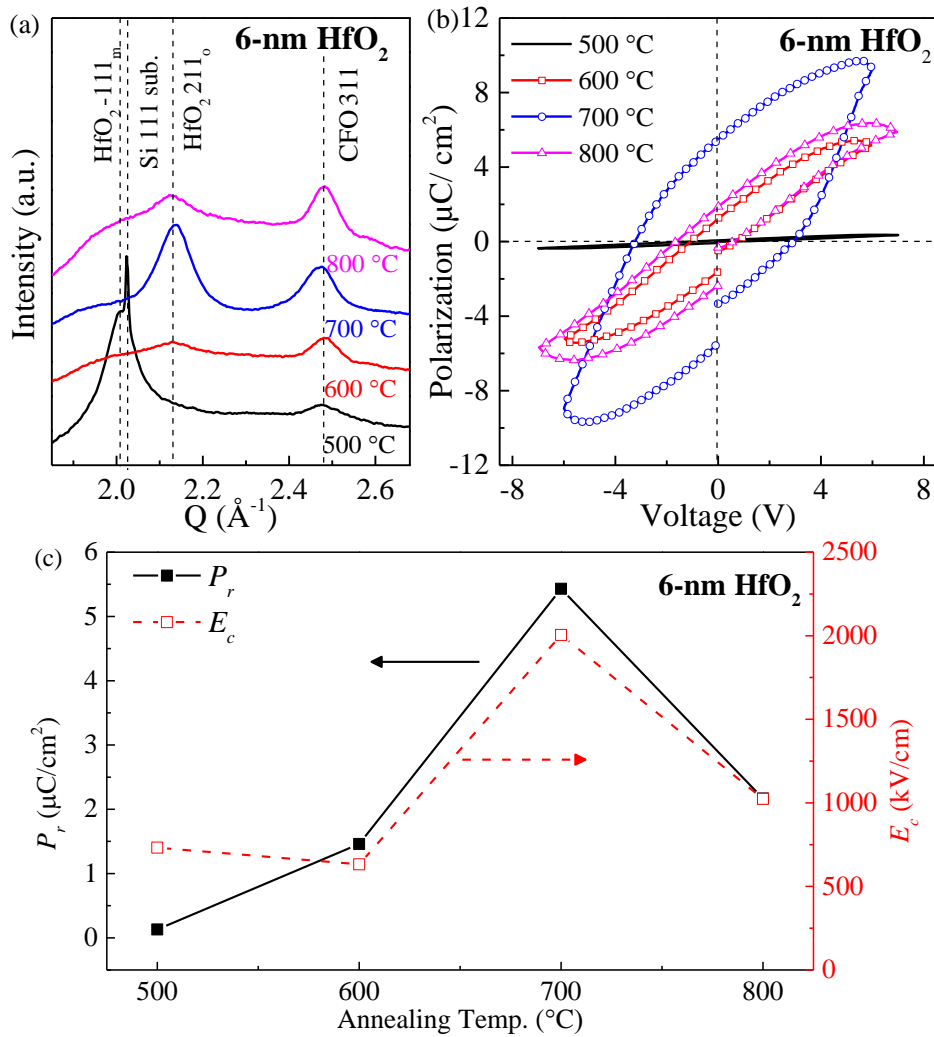 (a)
6-nm HfO₂
HfO₂-111ₘ
Si 111 sub.
HfO₂ 211ₒ
CFO 311
800 °C
700 °C
600 °C
500 °C
Intensity (a.u.)
2.0 2.2 2.4 2.6
Q (Å⁻¹)
(b)
6-nm HfO₂
500 °C
600 °C
700 °C
800 °C
12
8
4
0
-4
-8
-12
Polarization (μC/ cm²)
-8 -4 0 4 8
Voltage (V)
(c)
6-nm HfO₂
Pᵣ
E_c
6
5
4
3
2
1
0
Pᵣ (μC/cm²)
2500
2000
1500
1000
500
0
E_c (kV/cm)
500 600 700 800
Annealing Temp. (°C)